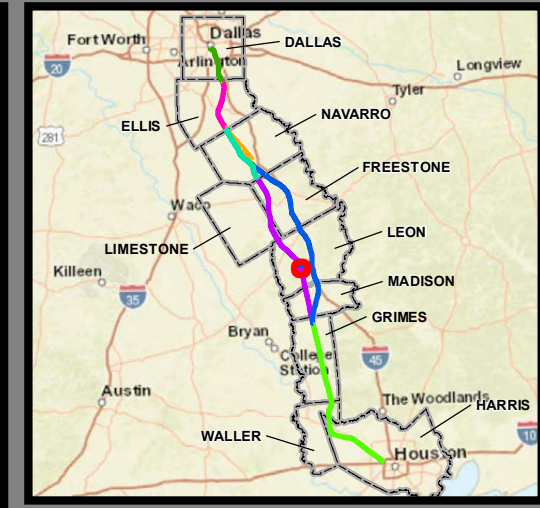 Dallas
Fort Worth
DALLAS
Arlington
Longview
20
Tyler
281
ELLIS
NAVARRO
FREESTONE
Waco
LEON
LIMESTONE
Killeen
MADISON
35
GRIMES
Bryan
College
Station
45
Austin
The Woodlands
HARRIS
WALLER
10
Houston